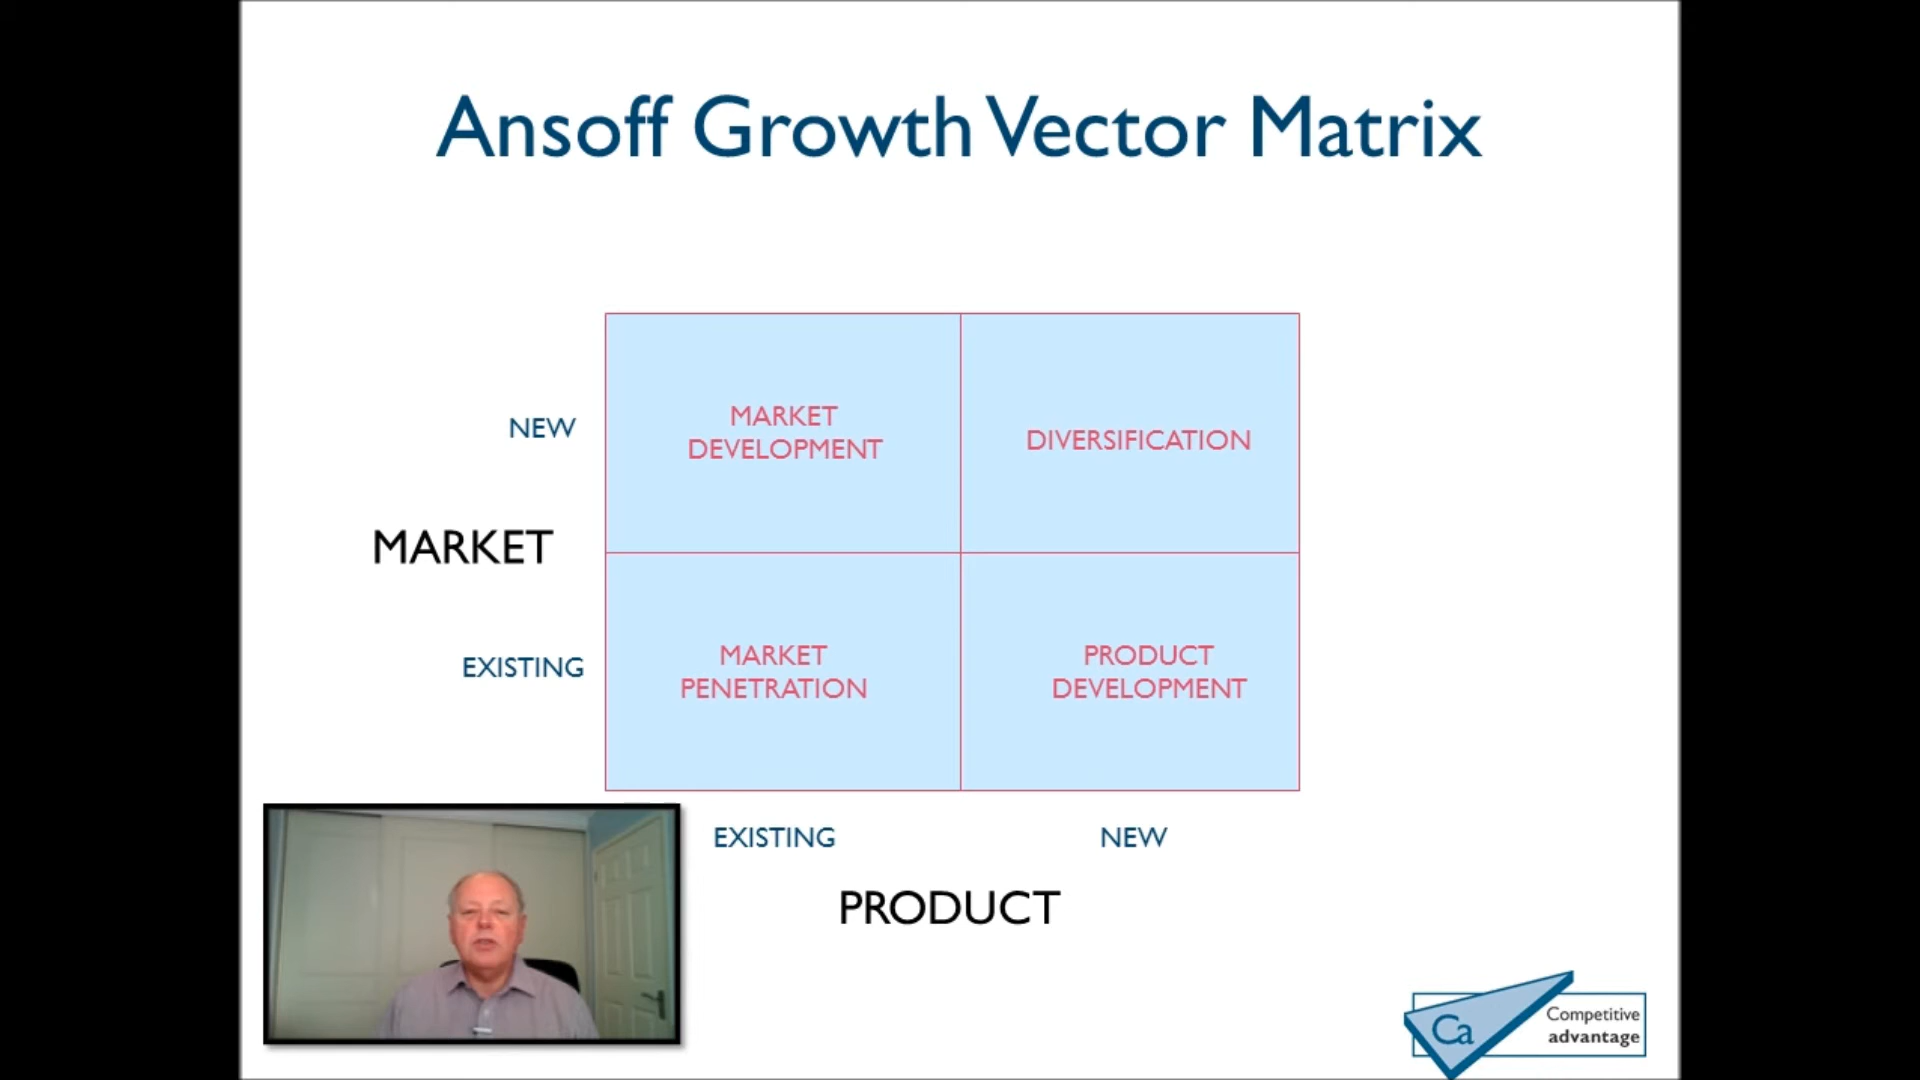 Ansoff Growth Vector Matrix
NEW
MARKET
DEVELOPMENT
DIVERSIFICATION
MARKET
EXISTING
MARKET
PENETRATION
PRODUCT
DEVELOPMENT
EXISTING
NEW
PRODUCT
Ca
Competitive
advantage